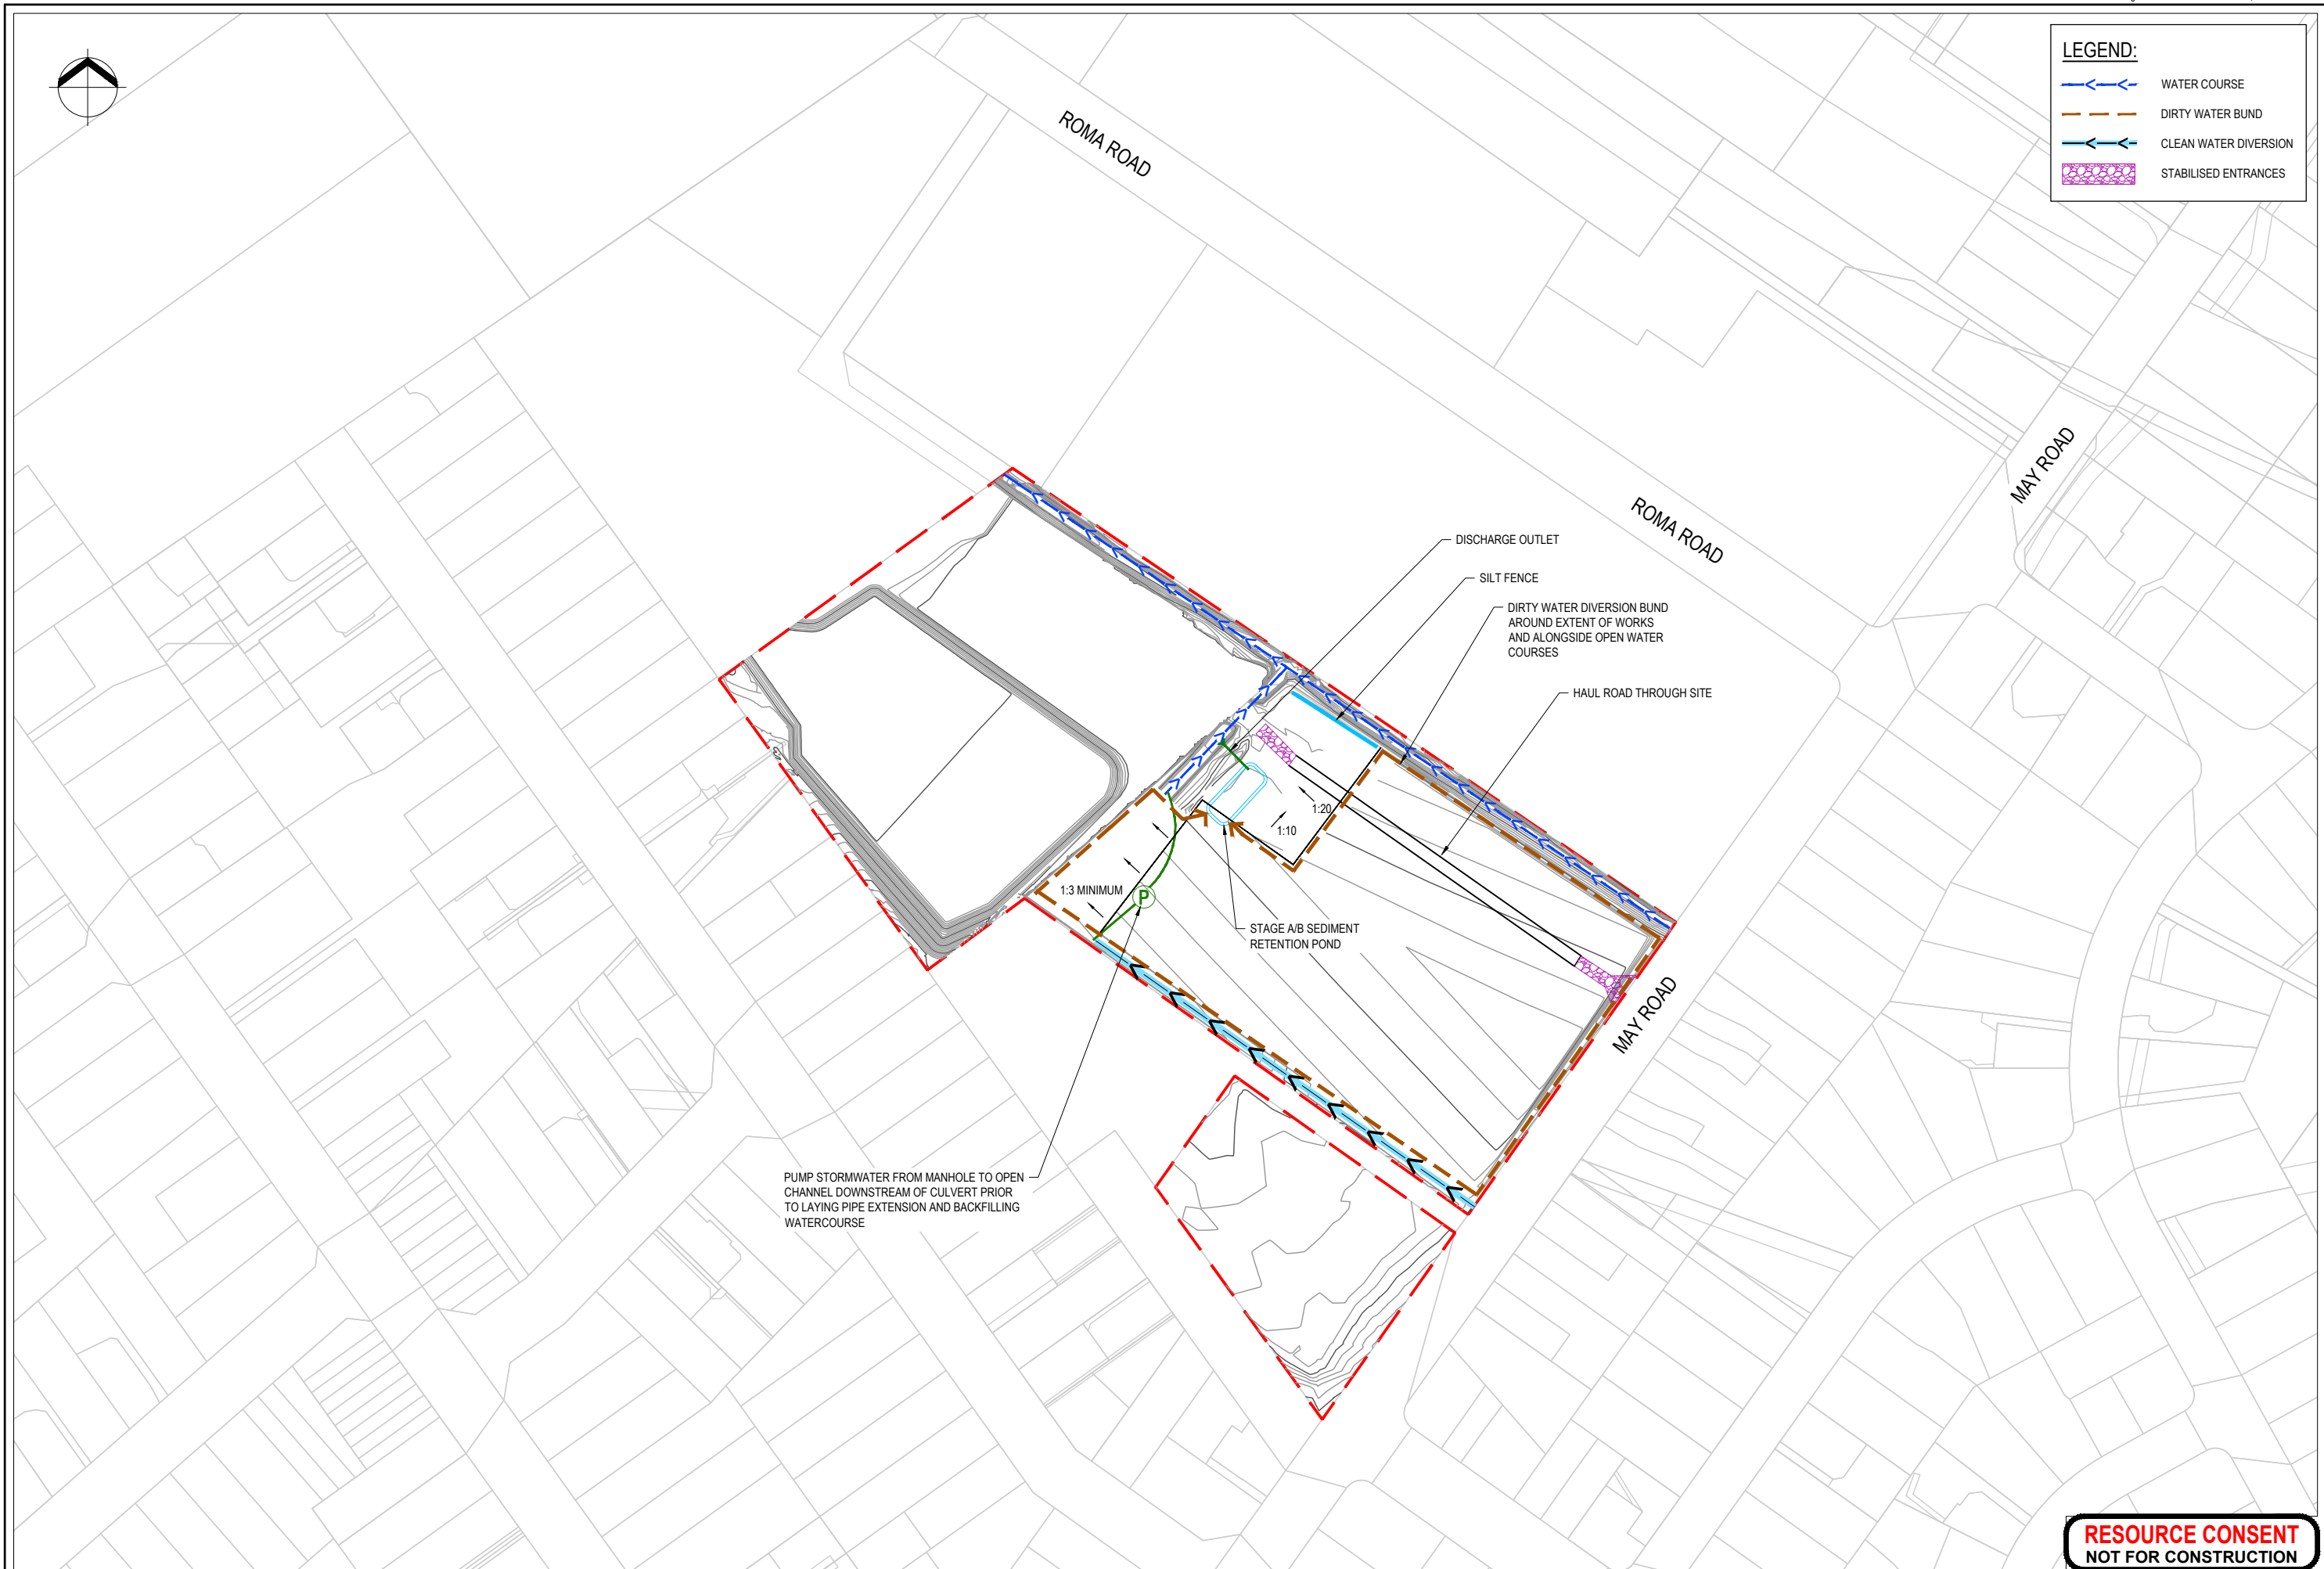 LEGEND:
WATER COURSE
DIRTY WATER BUND
CLEAN WATER DIVERSION
STABILISED ENTRANCES
ROMA ROAD
MAY ROAD
ROMA ROAD
DISCHARGE OUTLET
SILT FENCE
DIRTY WATER DIVERSION BUND
AROUND EXTENT OF WORKS
AND ALONGSIDE OPEN WATER
COURSES
HAUL ROAD THROUGH SITE
1:20
1:10
1:3 MINIMUM
P
STAGE A/B SEDIMENT
RETENTION POND
MAY ROAD
PUMP STORMWATER FROM MANHOLE TO OPEN
CHANNEL DOWNSTREAM OF CULVERT PRIOR
TO LAYING PIPE EXTENSION AND BACKFILLING
WATERCOURSE
RESOURCE CONSENT
NOT FOR CONSTRUCTION